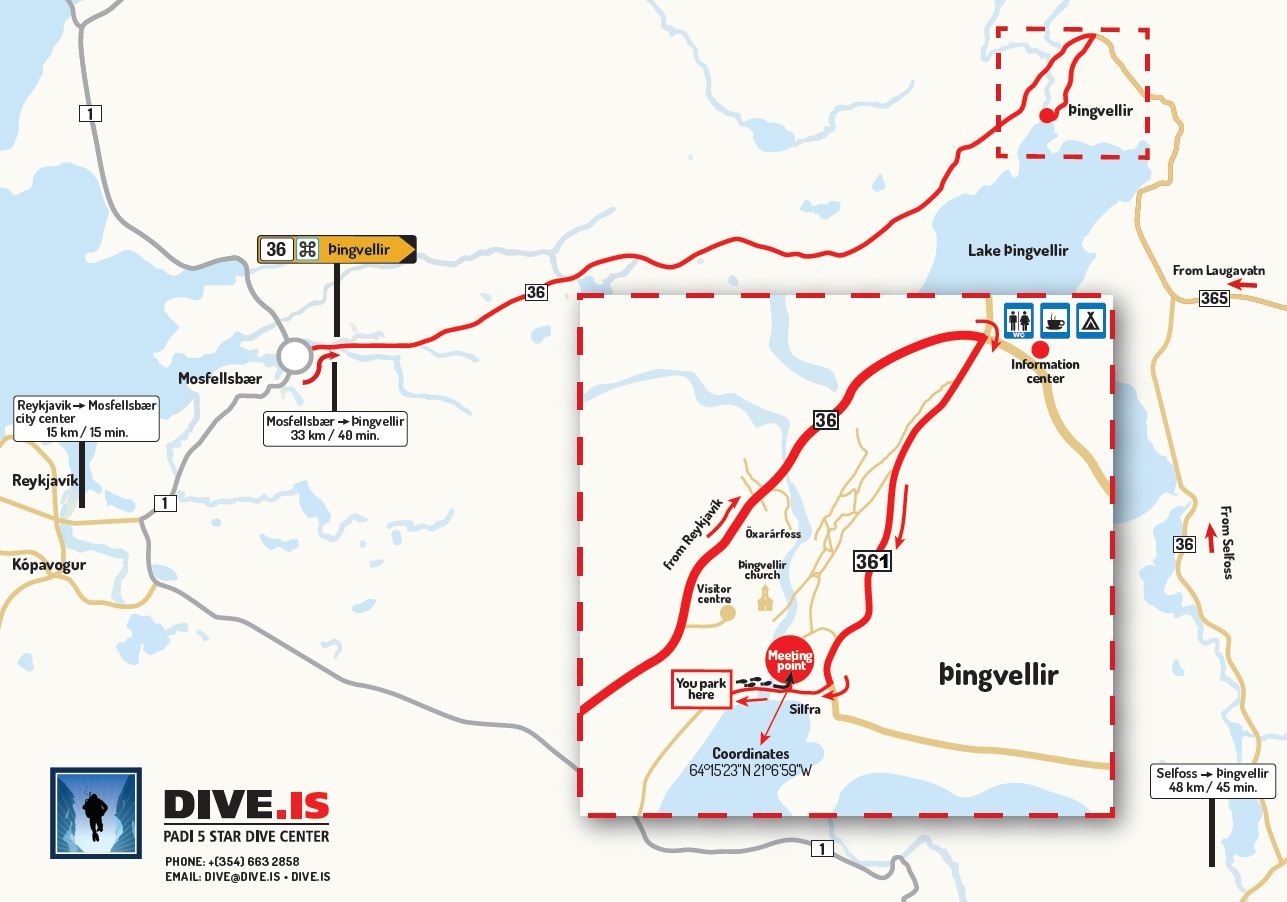 1
Þingvellir
36 ⌘ Þingvellir
Lake Þingvellir
From Laugavatn
365
36
Mosfellsbær
Reykjavik → Mosfellsbær
city center
15 km / 15 min.
Mosfellsbær → Þingvellir
33 km / 40 min.
Reykjavík
1
Kópavogur
WC
Information
center
36
from Reykjavík
Öxarárfoss
361
Þingvellir
church
Visitor
centre
Meeting
point
You park
here
Silfra
Þingvellir
Coordinates
64°15'23"N 21°6'59"W
36
From Selfoss
Selfoss → Þingvellir
48 km / 45 min.
1
DIVE.IS
PADI 5 STAR DIVE CENTER
PHONE: +(354) 663 2858
EMAIL: DIVE@DIVE.IS • DIVE.IS